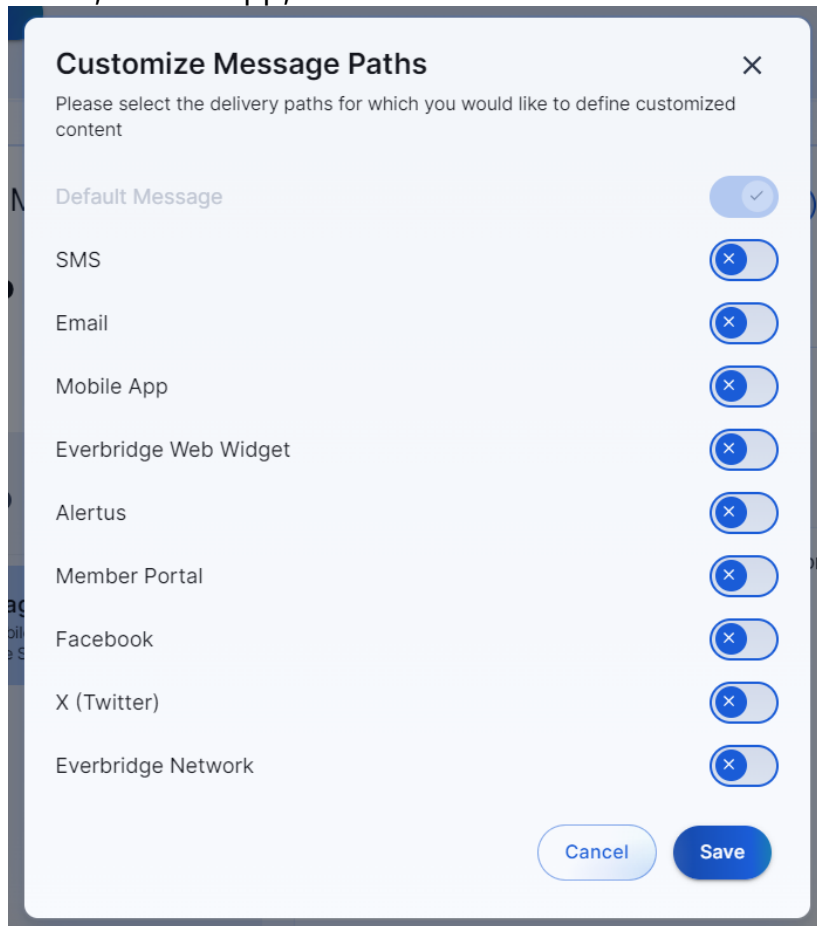 Customize Message Paths
Please select the delivery paths for which you would like to define customized
content
Default Message
SMS
Email
Mobile App
Everbridge Web Widget
Alertus
Member Portal
Facebook
X (Twitter)
Everbridge Network
Cancel Save